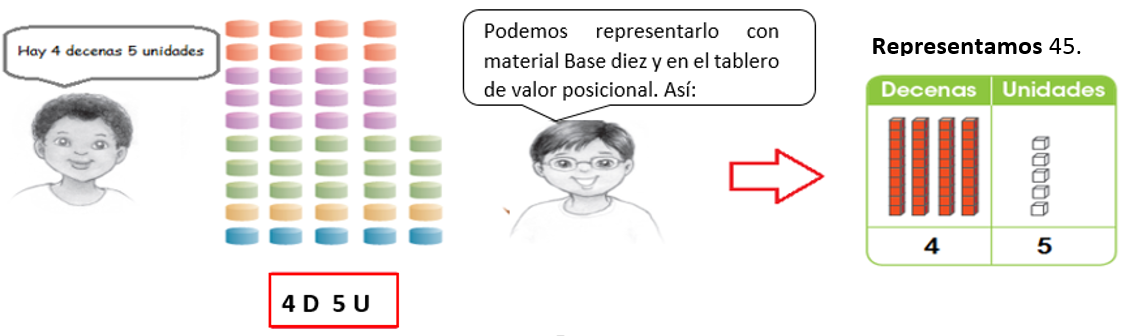 Hay 4 decenas 5 unidades
4 D 5 U
Podemos representarlo con
material Base diez y en el tablero
de valor posicional. Así:
Representamos 45.
Decenas Unidades
4 5